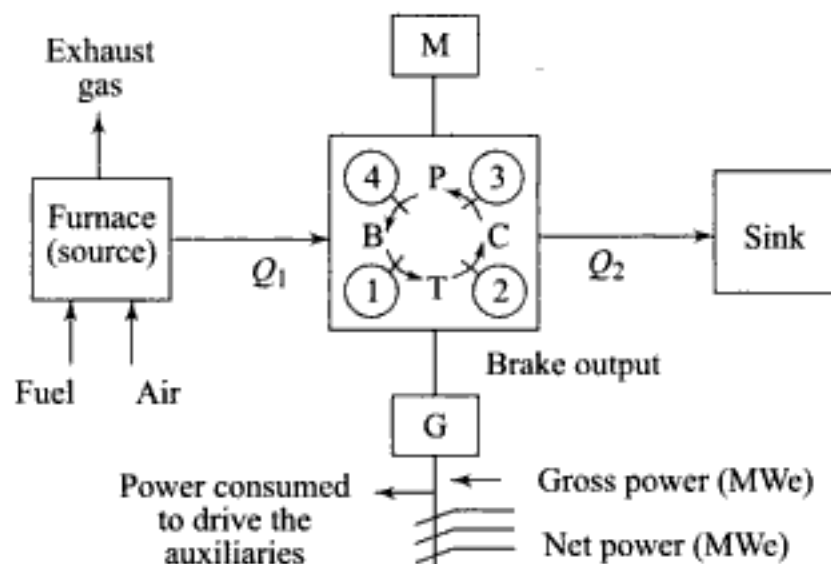 Exhaust
gas
M
Furnace
(source)
Q1
4
P
3
B
C
1
T
2
Q2
Sink
Fuel
Air
Brake output
G
Power consumed
to drive the
auxiliaries
Gross power (MWe)
Net power (MWe)